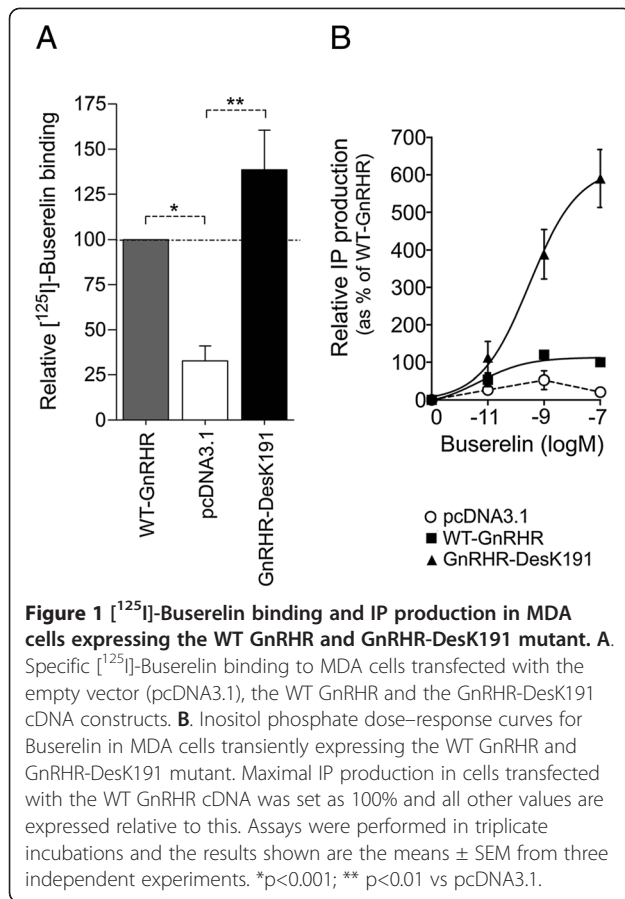 A
B
175
150
125
100
75
50
25
0
Relative [¹²⁵I]-Buserelin binding
*
**
WT-GnRHR
pcDNA3.1
GnRHR-DesK191
700
600
500
400
300
200
100
0
Relative IP production
(as % of WT-GnRHR)
0 -11 -9 -7
Buserelin (logM)
pcDNA3.1
WT-GnRHR
GnRHR-DesK191
Figure 1 [¹²⁵I]-Buserelin binding and IP production in MDA
cells expressing the WT GnRHR and GnRHR-DesK191 mutant. A.
Specific [¹²⁵I]-Buserelin binding to MDA cells transfected with the
empty vector (pcDNA3.1), the WT GnRHR and the GnRHR-DesK191
cDNA constructs. B. Inositol phosphate dose–response curves for
Buserelin in MDA cells transiently expressing the WT GnRHR and
GnRHR-DesK191 mutant. Maximal IP production in cells transfected
with the WT GnRHR cDNA was set as 100% and all other values are
expressed relative to this. Assays were performed in triplicate
incubations and the results shown are the means ± SEM from three
independent experiments. *p<0.001; ** p<0.01 vs pcDNA3.1.